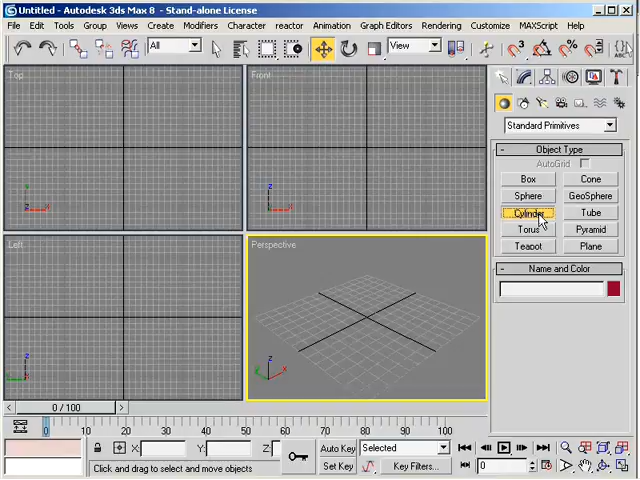 Untitled - Autodesk 3ds Max 8 - Stand-alone License
File Edit Tools Group Views Create Modifiers Character reactor Animation Graph Editors Rendering Customize MAXScript Help
All
View
Top
Front
Standard Primitives
- Object Type
AutoGrid
Box Cone
Sphere GeoSphere
Cylinder Tube
Torus Pyramid
Teapot Plane
Left
Perspective
- Name and Color
z
x
0 / 100
0 10 20 30 40 50 60 70 80 90 100
X: Y: Z:
Auto Key Selected
Click and drag to select and move objects
Set Key Key Filters... 0